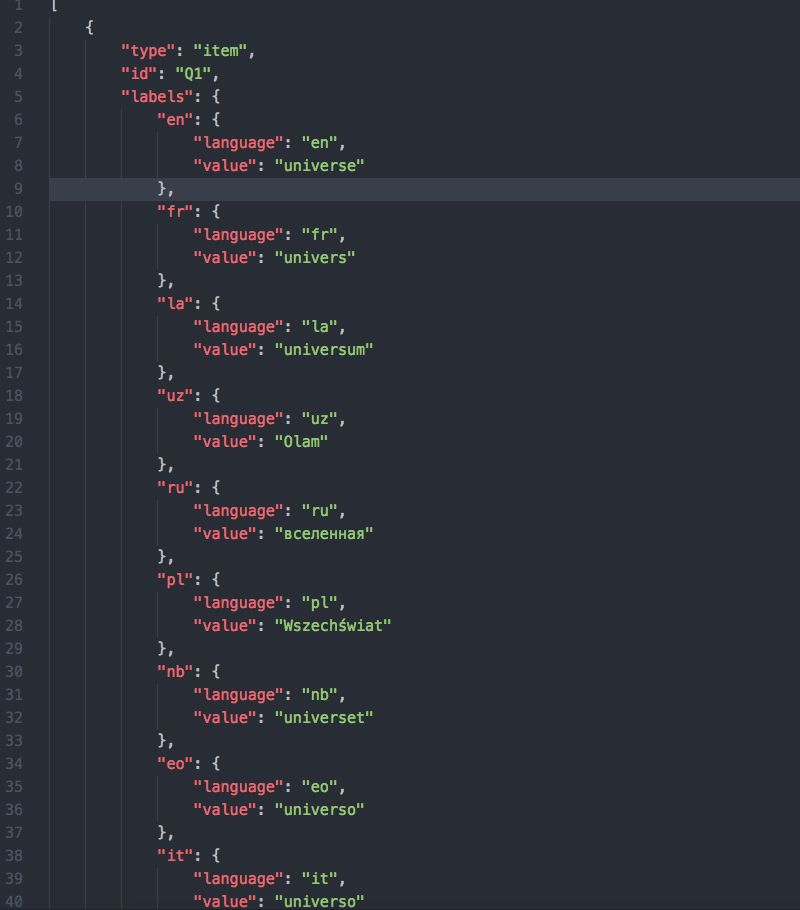 1 [
2 {
3 "type": "item",
4 "id": "Q1",
5 "labels": {
6 "en": {
7 "language": "en",
8 "value": "universe"
9 },
10 "fr": {
11 "language": "fr",
12 "value": "univers"
13 },
14 "la": {
15 "language": "la",
16 "value": "universum"
17 },
18 "uz": {
19 "language": "uz",
20 "value": "Olam"
21 },
22 "ru": {
23 "language": "ru",
24 "value": "вселенная"
25 },
26 "pl": {
27 "language": "pl",
28 "value": "Wszechświat"
29 },
30 "nb": {
31 "language": "nb",
32 "value": "universet"
33 },
34 "eo": {
35 "language": "eo",
36 "value": "universo"
37 },
38 "it": {
39 "language": "it",
40 "value": "universo"